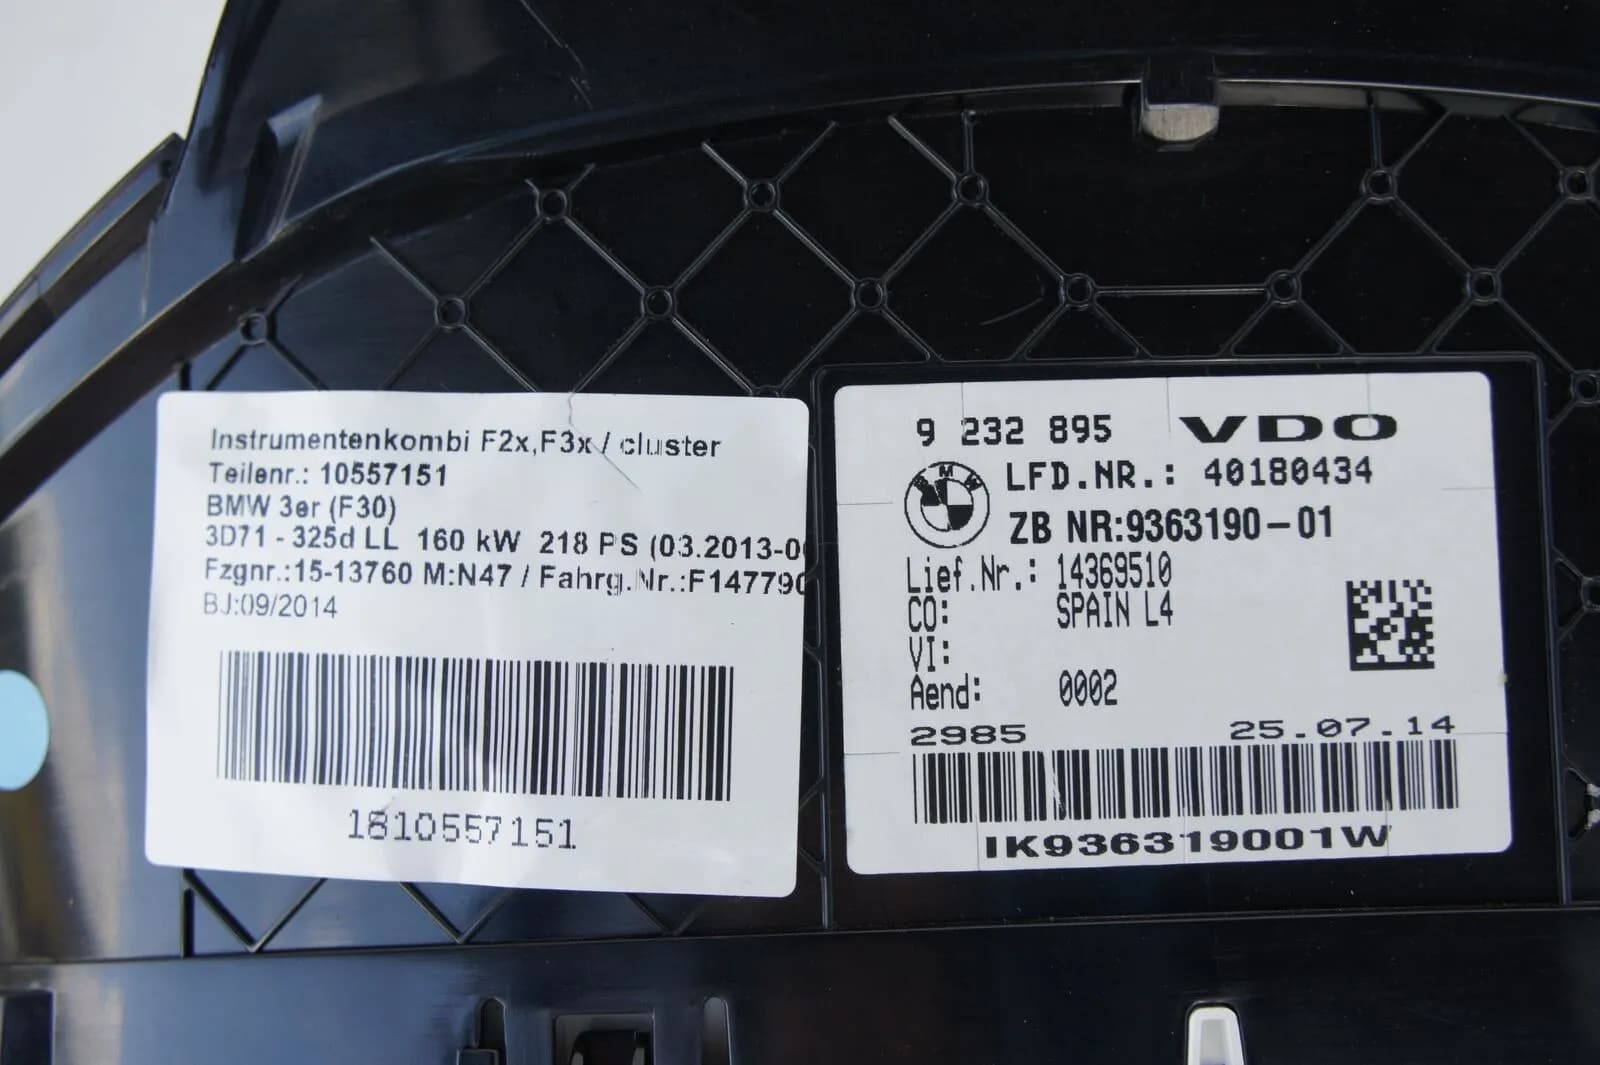 Instrumentenkombi F2x,F3x / cluster
Teilenr.: 10557151
BMW 3er (F30)
3D71 - 325d LL 160 kW 218 PS (03.2013-0
Fzgnr.:15-13760 M:N47 / Fahrg.Nr.:F14779
BJ:09/2014
1810557151
9 232 895 VDO
BMW
LFD.NR.: 40180434
ZB NR:9363190-01
Lief.Nr.: 14369510
CO: SPAIN L4
VI:
Aend: 0002
2985 25.07.14
IK936319001W